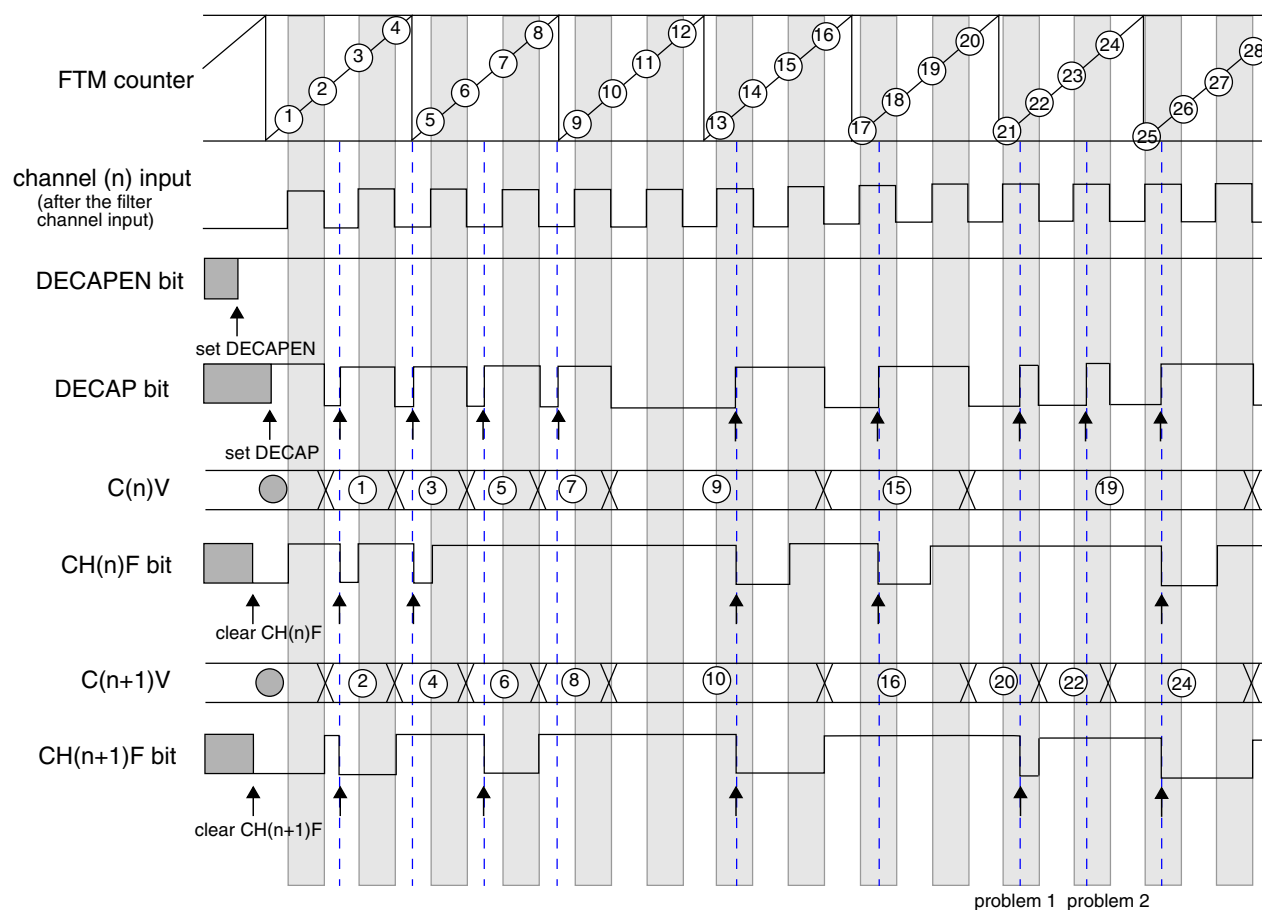 FTM counter
1 2 3 4 5 6 7 8 9 10 11 12 13 14 15 16 17 18 19 20 21 22 23 24 25 26 27 28
channel (n) input
(after the filter
channel input)
DECAPEN bit
set DECAPEN
DECAP bit
set DECAP
C(n)V
1 3 5 7 9 15 19
CH(n)F bit
clear CH(n)F
C(n+1)V
2 4 6 8 10 16 20 22 24
CH(n+1)F bit
clear CH(n+1)F
problem 1 problem 2